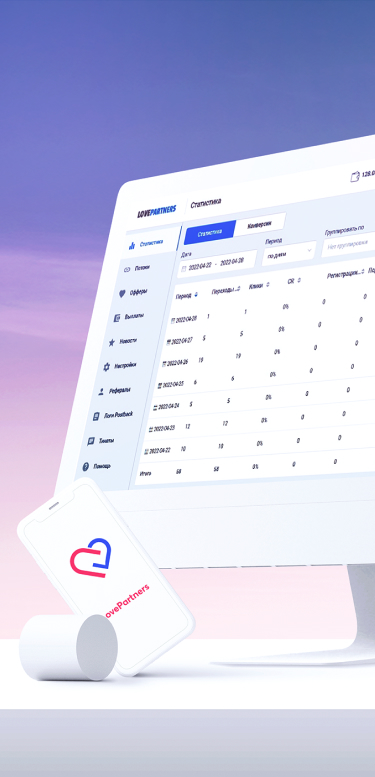 128.0
LOVEPARTNERS
Статистика
Статистика
Статистика Конверсии
Потоки
Дата Период Группировать по
2022-04-22 - 2022-04-28 по дням Нет группировки
Офферы
Период Переходы Клики CR Регистрации
Выплаты
2022-04-28 1 1 0% 0 0
Новости
2022-04-27 5 5 0% 0 0
Настройки
2022-04-26 19 19 0% 0 0
Рефералы
2022-04-25 6 6 0% 0 0
Логи Postback
2022-04-24 5 5 0% 0 0
Тикеты
2022-04-23 12 12 0% 0 0
Помощь
2022-04-22 10 10 0% 0 0
Итого 58 58 0% 0 0
ovePartners